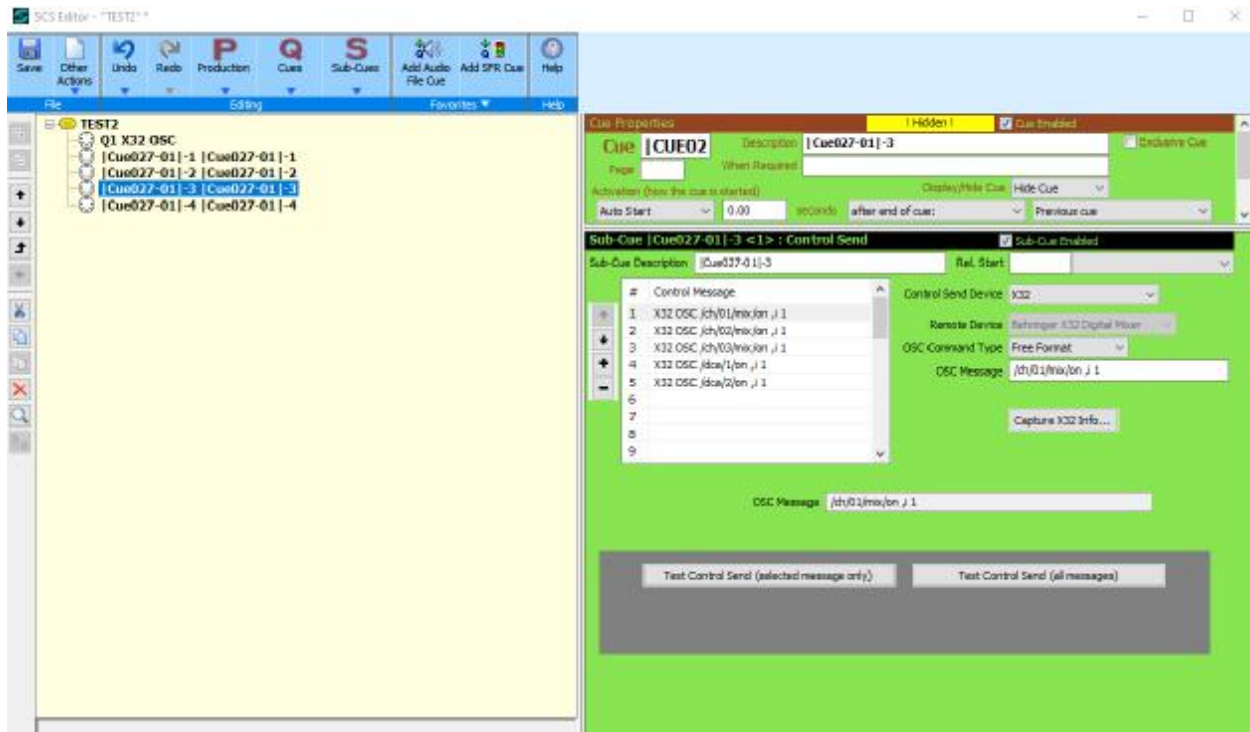 SCS Editor - "TEST2" *
Save
Other Actions
Undo
Redo
Production
Cues
Sub-Cues
Add Audio File Cue
Add SFR Cue
Help
File
Editing
Favorites
Help
TEST2
Q1 X32 OSC
|Cue027-01|-1 |Cue027-01|-1
|Cue027-01|-2 |Cue027-01|-2
|Cue027-01|-3 |Cue027-01|-3
|Cue027-01|-4 |Cue027-01|-4
Cue Properties
! Hidden !
Cue Enabled
Cue |CUE02
Description |Cue027-01|-3
Exclusive Cue
Page
When Required
Activation (how the cue is started)
Display/Hide Cue Hide Cue
Auto Start 0.00 seconds after end of cue: Previous cue
Sub-Cue |Cue027-01|-3 <1> : Control Send
Sub-Cue Enabled
Sub-Cue Description |Cue027-01|-3
Rel. Start
# Control Message
1 X32 OSC /ch/01/mix/on ,i 1
2 X32 OSC /ch/02/mix/on ,i 1
3 X32 OSC /ch/03/mix/on ,i 1
4 X32 OSC /dca/1/on ,i 1
5 X32 OSC /dca/2/on ,i 1
6
7
8
9
Control Send Device X32
Remote Device Behringer X32 Digital Mixer
OSC Command Type Free Format
OSC Message /ch/01/mix/on ,i 1
Capture X32 Info...
OSC Message /ch/01/mix/on ,i 1
Test Control Send (selected message only)
Test Control Send (all messages)